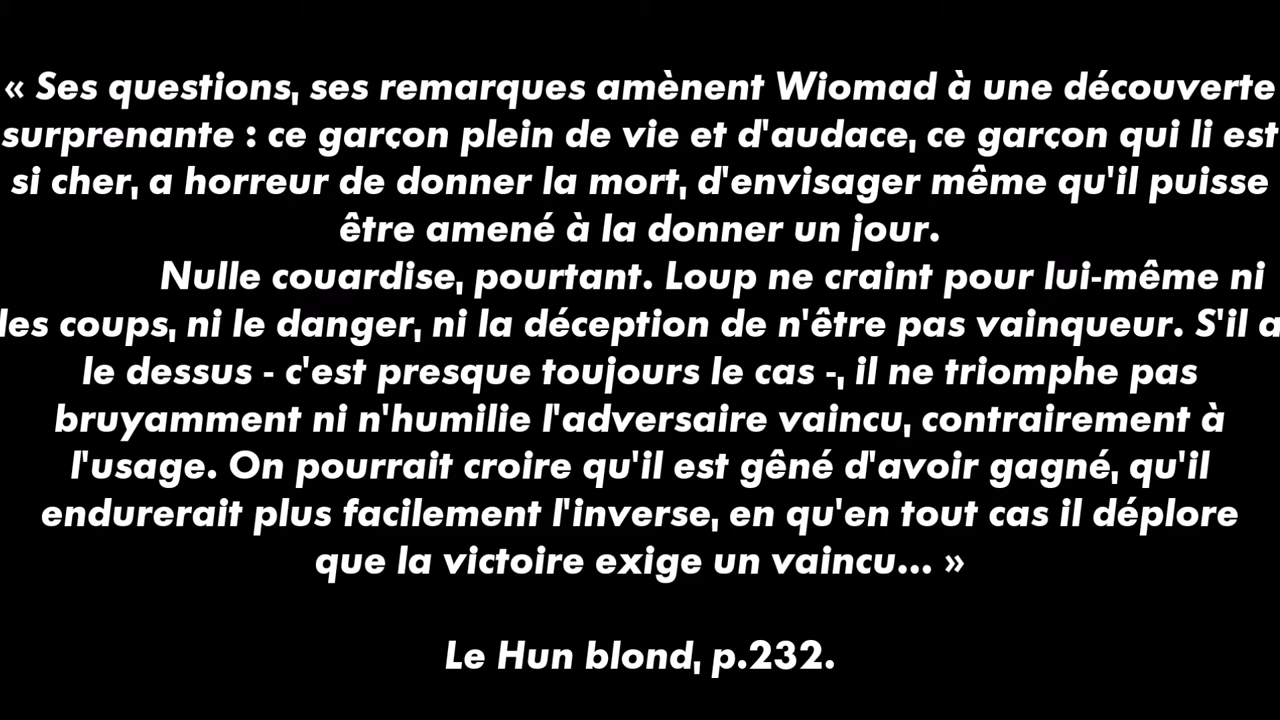 « Ses questions, ses remarques amènent Wiomad à une découverte
surprenante : ce garçon plein de vie et d'audace, ce garçon qui li est
si cher, a horreur de donner la mort, d'envisager même qu'il puisse
être amené à la donner un jour.
Nulle couardise, pourtant. Loup ne craint pour lui-même ni
les coups, ni le danger, ni la déception de n'être pas vainqueur. S'il a
le dessus - c'est presque toujours le cas -, il ne triomphe pas
bruyamment ni n'humilie l'adversaire vaincu, contrairement à
l'usage. On pourrait croire qu'il est gêné d'avoir gagné, qu'il
endurerait plus facilement l'inverse, en qu'en tout cas il déplore
que la victoire exige un vaincu... »
Le Hun blond, p.232.